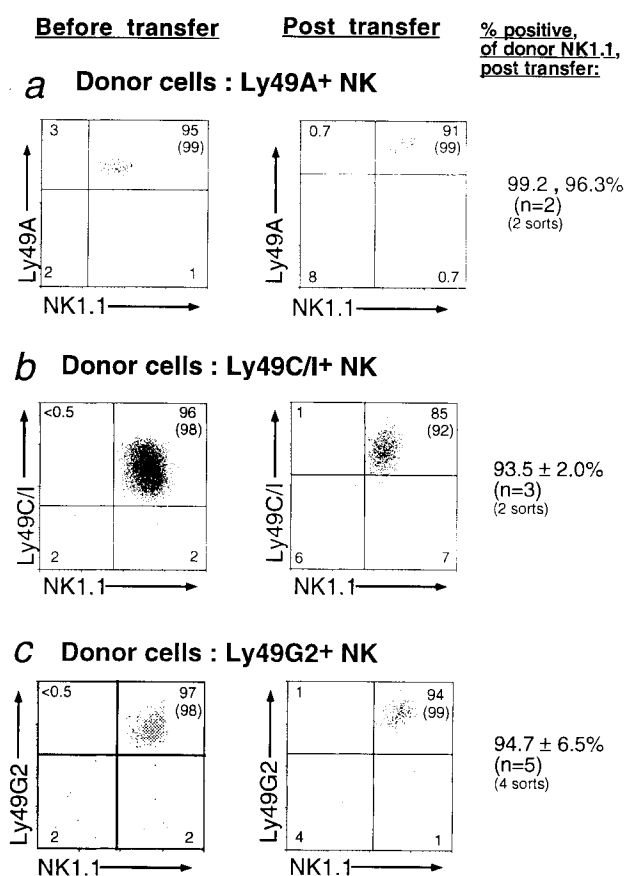 Before transfer
Post transfer
% positive,
of donor NK1.1,
post transfer:
a Donor cells : Ly49A+ NK
3
95
(99)
2
1
Ly49A
NK1.1
0.7
91
(99)
8
0.7
Ly49A
NK1.1
99.2 , 96.3%
(n=2)
(2 sorts)
b Donor cells : Ly49C/I+ NK
<0.5
96
(98)
2
2
Ly49C/I
NK1.1
1
85
(92)
6
7
Ly49C/I
NK1.1
93.5 ± 2.0%
(n=3)
(2 sorts)
c Donor cells : Ly49G2+ NK
<0.5
97
(98)
2
2
Ly49G2
NK1.1
1
94
(99)
4
1
Ly49G2
NK1.1
94.7 ± 6.5%
(n=5)
(4 sorts)